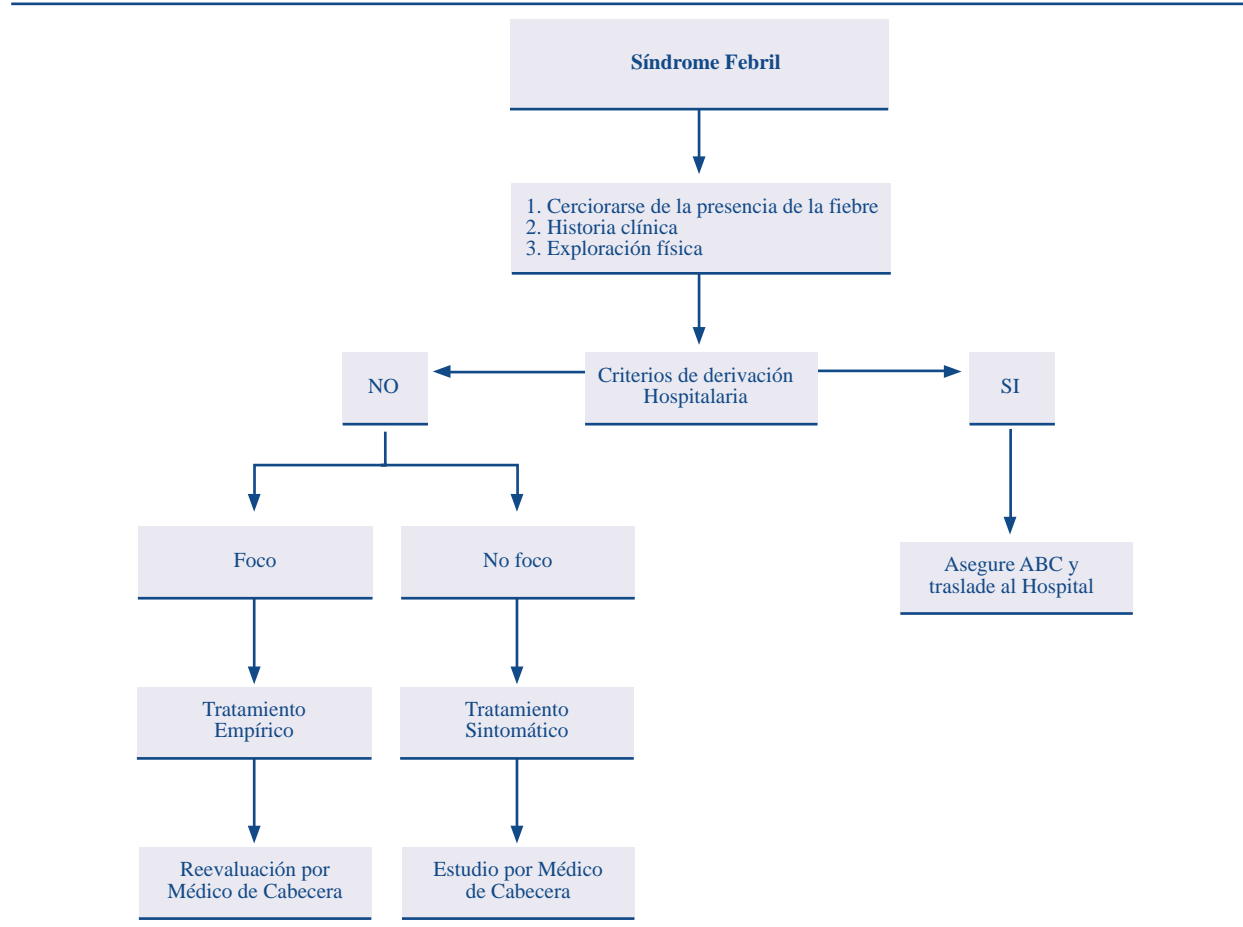 Síndrome Febril
1. Cerciorarse de la presencia de la fiebre
2. Historia clínica
3. Exploración física
NO
Criterios de derivación
Hospitalaria
SI
Foco
No foco
Asegure ABC y
traslade al Hospital
Tratamiento
Empírico
Tratamiento
Sintomático
Reevaluación por
Médico de Cabecera
Estudio por Médico
de Cabecera